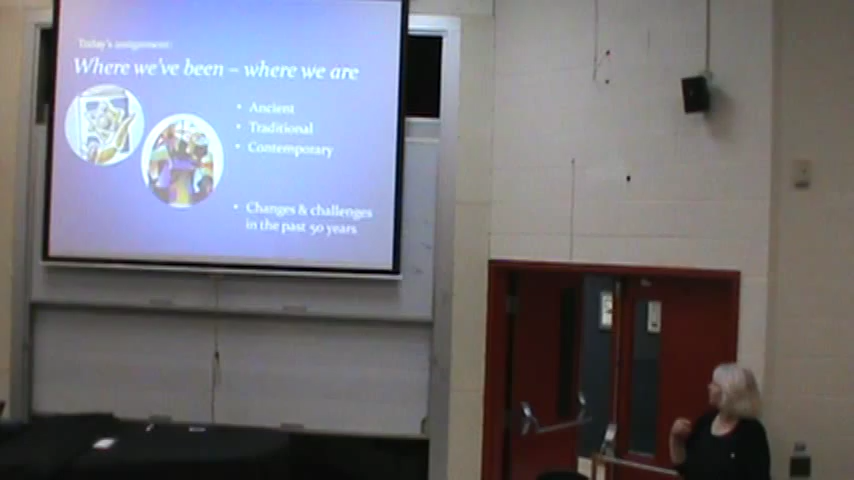 Today's assignment:
Where we've been – where we are
• Ancient
• Traditional
• Contemporary
• Changes & challenges
in the past 50 years